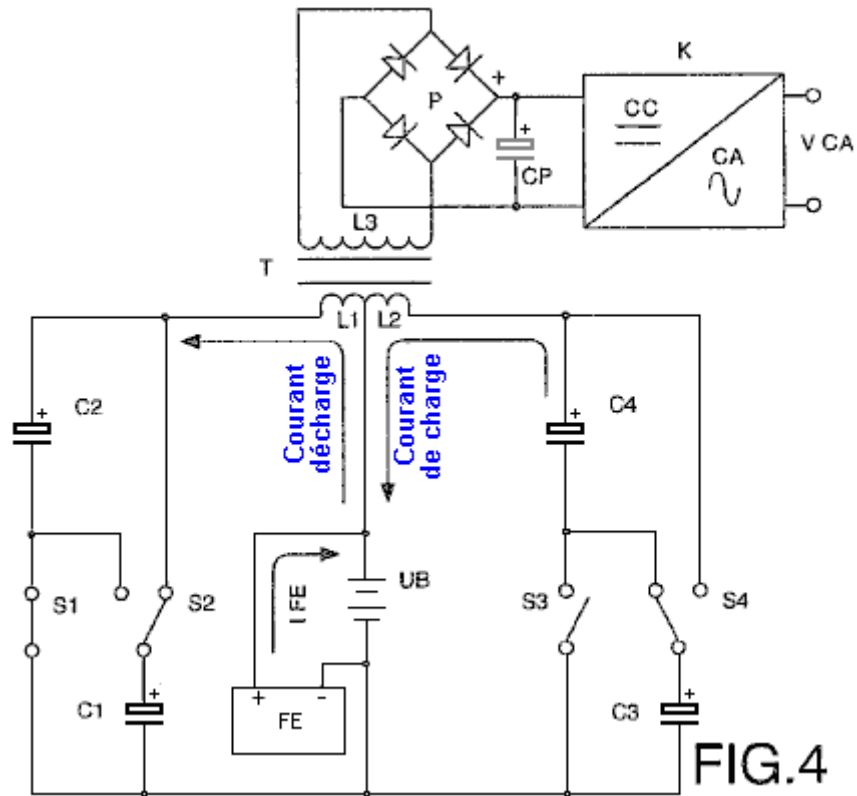 K
P
+
+
CC
CA
V CA
CP
L3
T
L1 L2
Courant
décharge
Courant
de charge
C2
+
C4
+
UB
I FE
S1
S2
S3
S4
+ -
FE
C1
+
C3
+
FIG.4